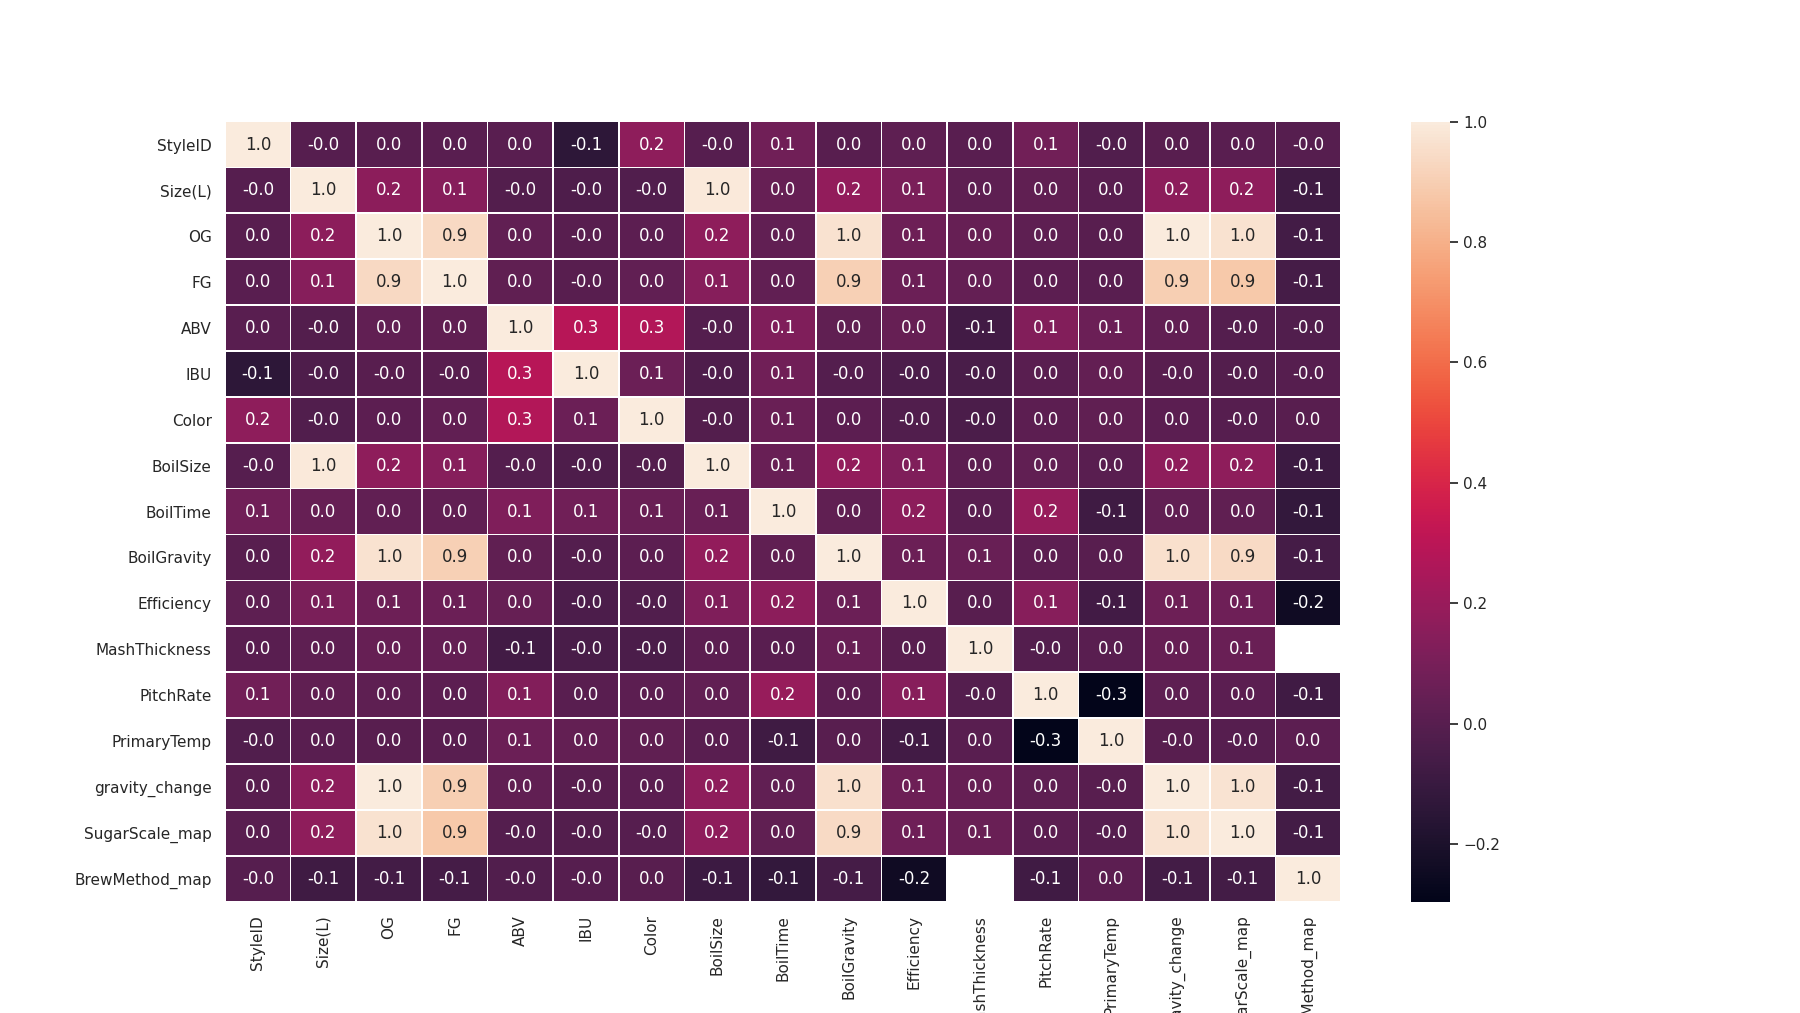 StyleID 1.0 -0.0 0.0 0.0 0.0 -0.1 0.2 -0.0 0.1 0.0 0.0 0.0 0.1 -0.0 0.0 0.0 -0.0
Size(L) -0.0 1.0 0.2 0.1 -0.0 -0.0 -0.0 1.0 0.0 0.2 0.1 0.0 0.0 0.0 0.2 0.2 -0.1
OG 0.0 0.2 1.0 0.9 0.0 -0.0 0.0 0.2 0.0 1.0 0.1 0.0 0.0 0.0 1.0 1.0 -0.1
FG 0.0 0.1 0.9 1.0 0.0 -0.0 0.0 0.1 0.0 0.9 0.1 0.0 0.0 0.0 0.9 0.9 -0.1
ABV 0.0 -0.0 0.0 0.0 1.0 0.3 0.3 -0.0 0.1 0.0 0.0 -0.1 0.1 0.1 0.0 -0.0 -0.0
IBU -0.1 -0.0 -0.0 -0.0 0.3 1.0 0.1 -0.0 0.1 -0.0 -0.0 -0.0 0.0 0.0 -0.0 -0.0 -0.0
Color 0.2 -0.0 0.0 0.0 0.3 0.1 1.0 -0.0 0.1 0.0 -0.0 -0.0 0.0 0.0 0.0 -0.0 0.0
BoilSize -0.0 1.0 0.2 0.1 -0.0 -0.0 -0.0 1.0 0.1 0.2 0.1 0.0 0.0 0.0 0.2 0.2 -0.1
BoilTime 0.1 0.0 0.0 0.0 0.1 0.1 0.1 0.1 1.0 0.0 0.2 0.0 0.2 -0.1 0.0 0.0 -0.1
BoilGravity 0.0 0.2 1.0 0.9 0.0 -0.0 0.0 0.2 0.0 1.0 0.1 0.1 0.0 0.0 1.0 0.9 -0.1
Efficiency 0.0 0.1 0.1 0.1 0.0 -0.0 -0.0 0.1 0.2 0.1 1.0 0.0 0.1 -0.1 0.1 0.1 -0.2
MashThickness 0.0 0.0 0.0 0.0 -0.1 -0.0 -0.0 0.0 0.0 0.1 0.0 1.0 -0.0 0.0 0.0 0.1
PitchRate 0.1 0.0 0.0 0.0 0.1 0.0 0.0 0.0 0.2 0.0 0.1 -0.0 1.0 -0.3 0.0 0.0 -0.1
PrimaryTemp -0.0 0.0 0.0 0.0 0.1 0.0 0.0 0.0 -0.1 0.0 -0.1 0.0 -0.3 1.0 -0.0 -0.0 0.0
gravity_change 0.0 0.2 1.0 0.9 0.0 -0.0 0.0 0.2 0.0 1.0 0.1 0.0 0.0 -0.0 1.0 1.0 -0.1
SugarScale_map 0.0 0.2 1.0 0.9 -0.0 -0.0 -0.0 0.2 0.0 0.9 0.1 0.1 0.0 -0.0 1.0 1.0 -0.1
BrewMethod_map -0.0 -0.1 -0.1 -0.1 -0.0 -0.0 0.0 -0.1 -0.1 -0.1 -0.2 -0.1 0.0 -0.1 -0.1 1.0
StyleID
Size(L)
OG
FG
ABV
IBU
Color
BoilSize
BoilTime
BoilGravity
Efficiency
shThickness
PitchRate
PrimaryTemp
avity_change
arScale_map
Method_map
1.0
0.8
0.6
0.4
0.2
0.0
−0.2